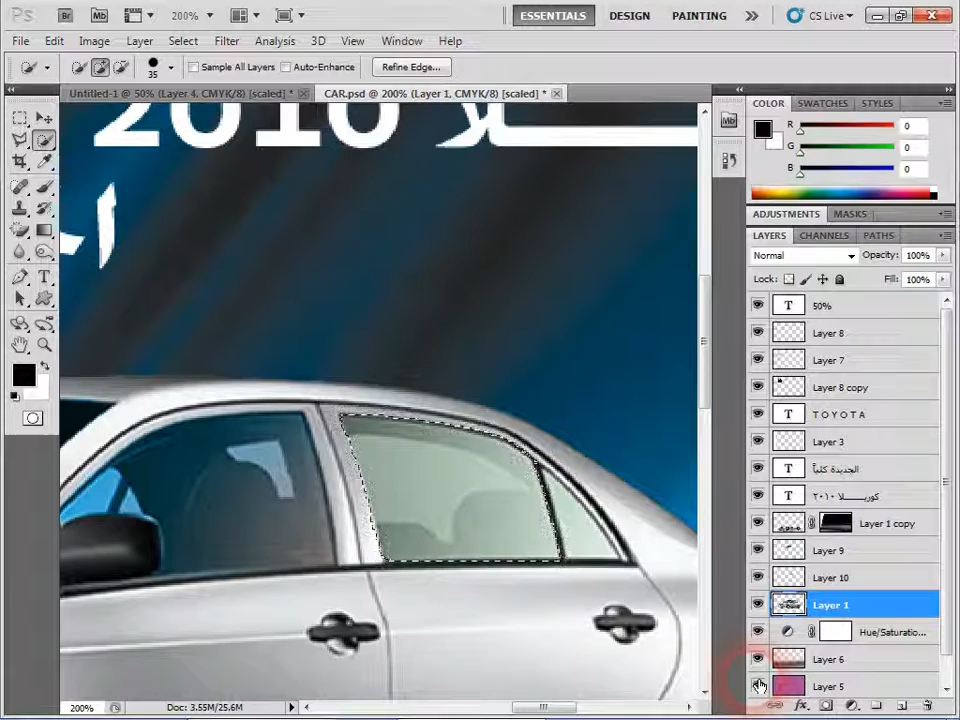 Ps
Br
Mb
200%
ESSENTIALS
DESIGN
PAINTING
CS Live
File Edit Image Layer Select Filter Analysis 3D View Window Help
35
Sample All Layers
Auto-Enhance
Refine Edge...
Untitled-1 @ 50% (Layer 4, CMYK/8) [scaled] *
CAR.psd @ 200% (Layer 1, CMYK/8) [scaled] *
2010
Mb
COLOR SWATCHES STYLES
R 0
G 0
B 0
ADJUSTMENTS MASKS
LAYERS CHANNELS PATHS
Normal Opacity: 100%
Lock: Fill: 100%
T 50%
Layer 8
Layer 7
Layer 8 copy
T T O Y O T A
Layer 3
T الجديدة كلياً
T كوريـــــلا ٢٠١٠
Layer 1 copy
Layer 9
Layer 10
Layer 1
Hue/Saturatio...
Layer 6
Layer 5
200%
Doc: 3.55M/25.6M